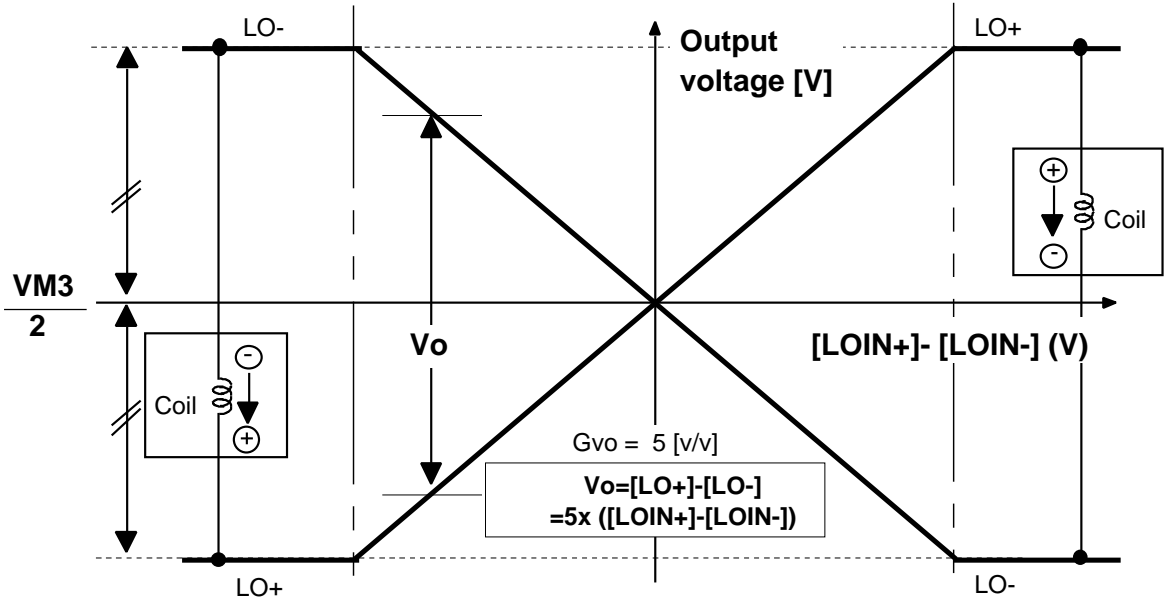 LO-
LO+
Output
voltage [V]
+
Coil
-
VM3
2
Vo
[LOIN+]- [LOIN-] (V)
-
Coil
+
Gvo = 5 [v/v]
Vo=[LO+]-[LO-]
=5x ([LOIN+]-[LOIN-])
LO+
LO-